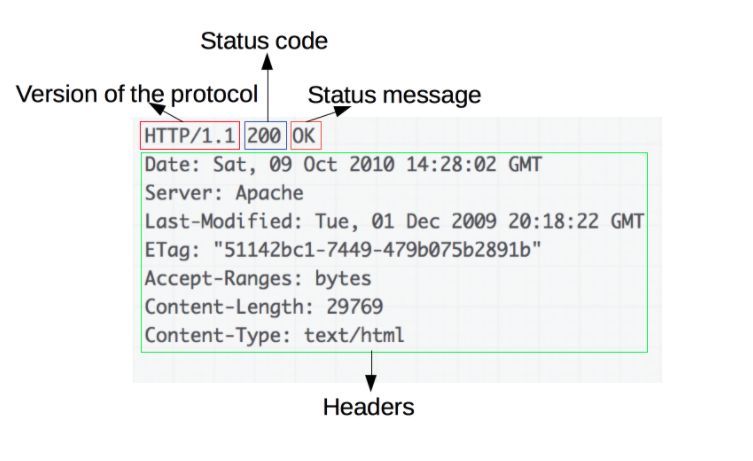 Status code
Version of the protocol
Status message
HTTP/1.1 200 OK
Date: Sat, 09 Oct 2010 14:28:02 GMT
Server: Apache
Last-Modified: Tue, 01 Dec 2009 20:18:22 GMT
ETag: "51142bc1-7449-479b075b2891b"
Accept-Ranges: bytes
Content-Length: 29769
Content-Type: text/html
Headers